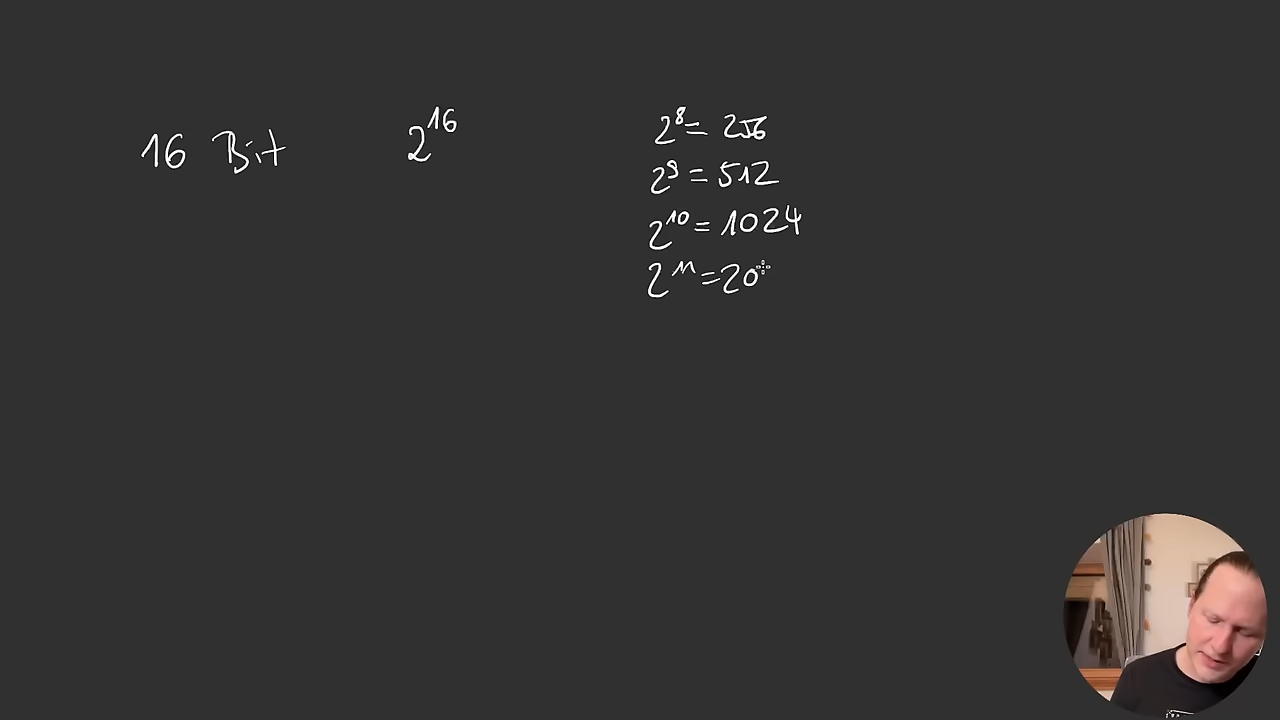 16 Bit
2^16
2^8 = 256
2^9 = 512
2^10 = 1024
2^11 = 20